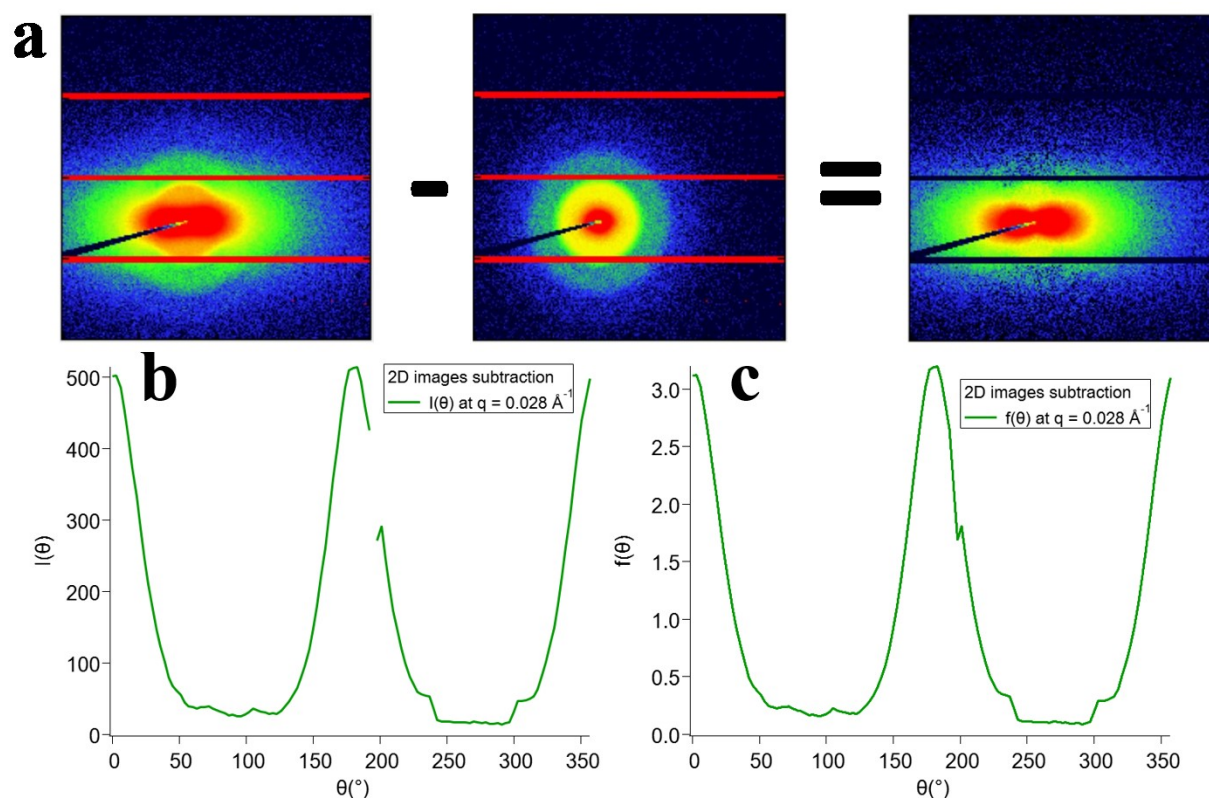 a
b
2D images subtraction
I(θ) at q = 0.028 Å⁻¹
500
400
300
200
100
0
I(θ)
0 50 100 150 200 250 300 350
θ(°)
c
2D images subtraction
f(θ) at q = 0.028 Å⁻¹
3.0
2.5
2.0
1.5
1.0
0.5
0.0
f(θ)
0 50 100 150 200 250 300 350
θ(°)